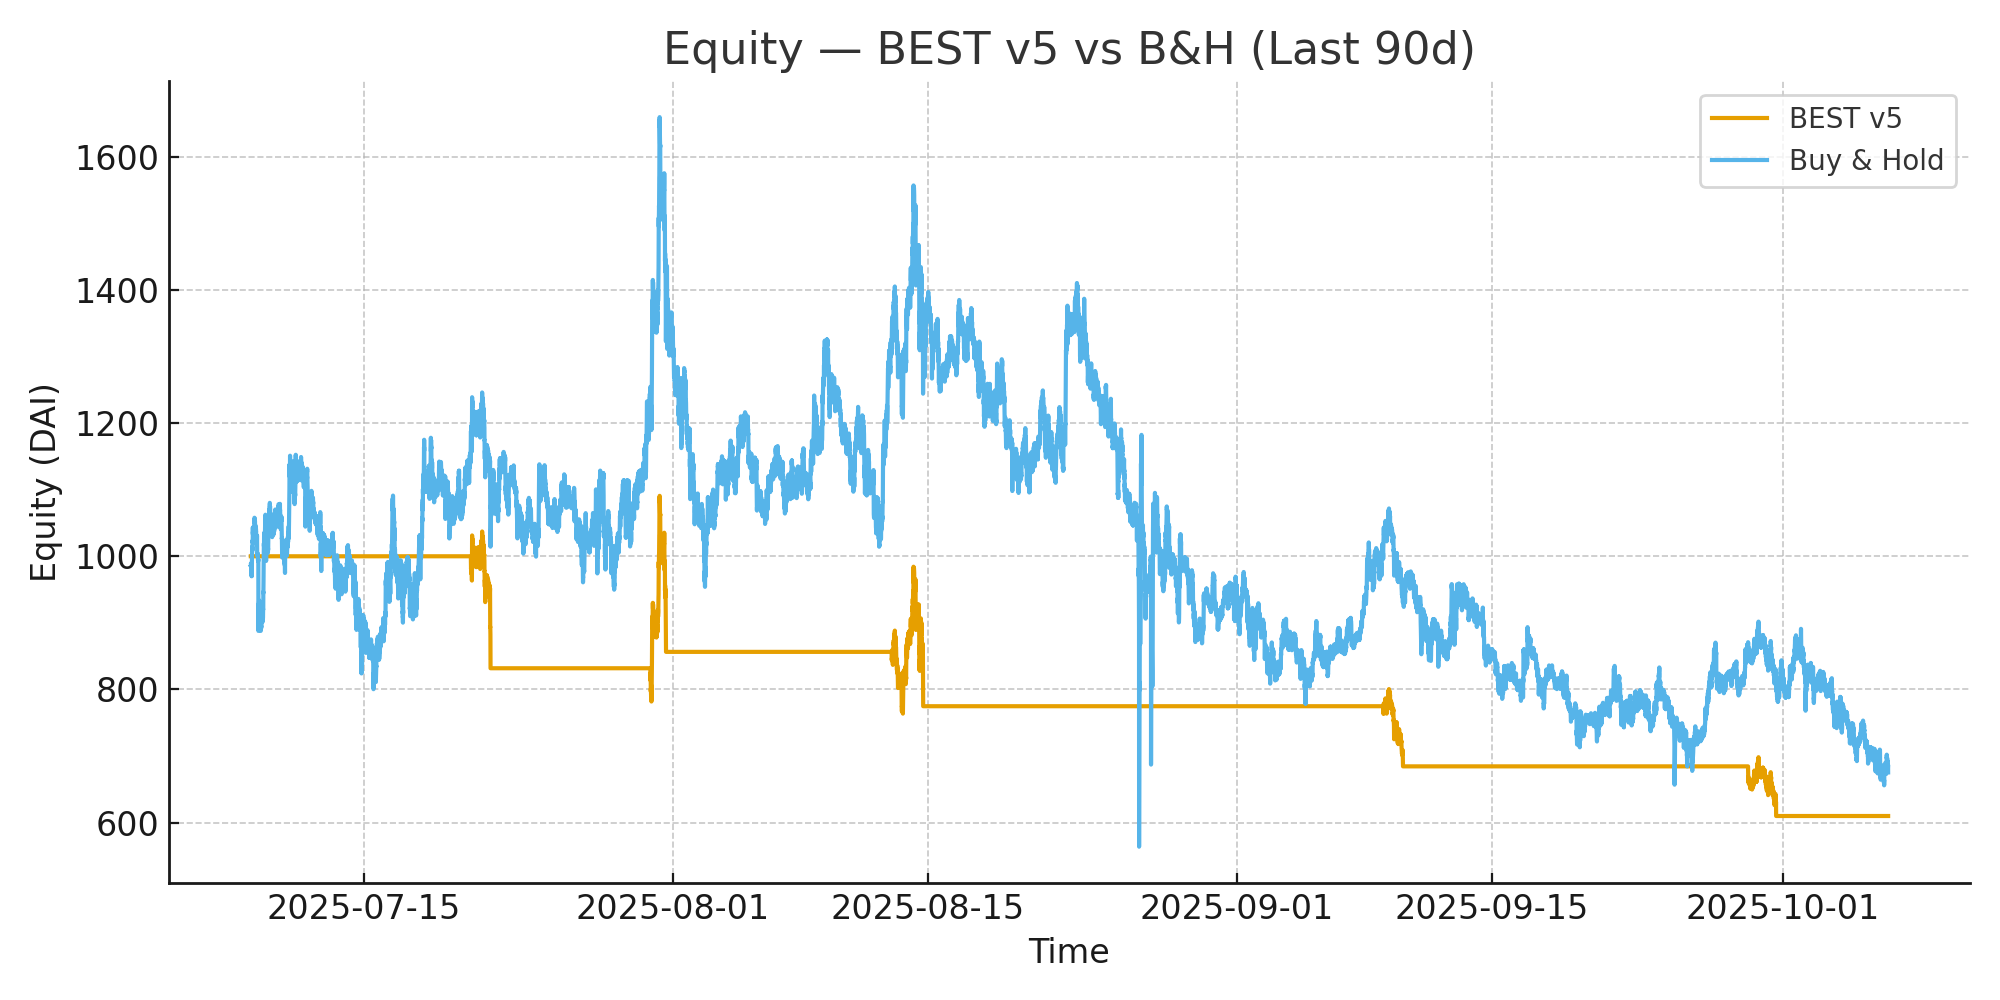 Equity — BEST v5 vs B&H (Last 90d)
BEST v5
Buy & Hold
Equity (DAI)
1600
1400
1200
1000
800
600
2025-07-15
2025-08-01
2025-08-15
2025-09-01
2025-09-15
2025-10-01
Time